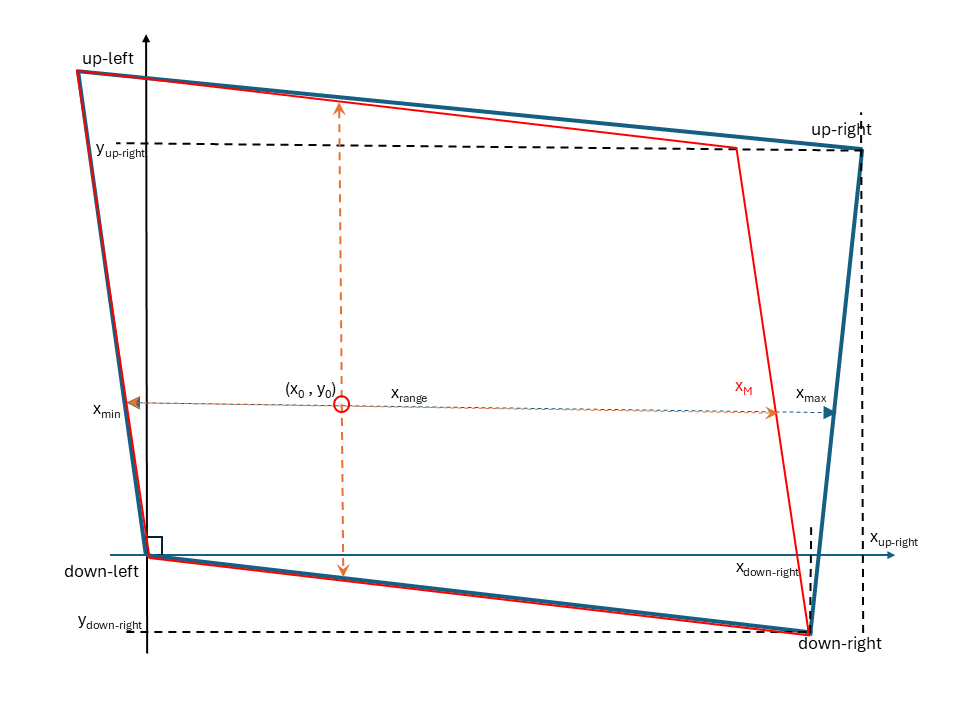 up-left
up-right
y up-right
(x0 , y0)
xrange
xM
xmax
xmin
xup-right
down-left
xdown-right
ydown-right
down-right